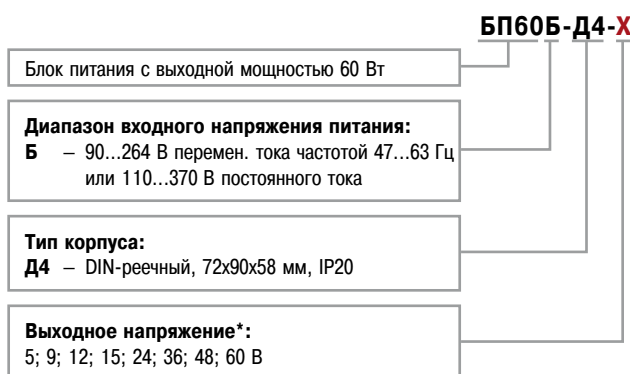 БП60Б-Д4-Х
Блок питания с выходной мощностью 60 Вт
Диапазон входного напряжения питания:
Б – 90...264 В перемен. тока частотой 47...63 Гц
или 110...370 В постоянного тока
Тип корпуса:
Д4 – DIN-реечный, 72х90х58 мм, IP20
Выходное напряжение*:
5; 9; 12; 15; 24; 36; 48; 60 В